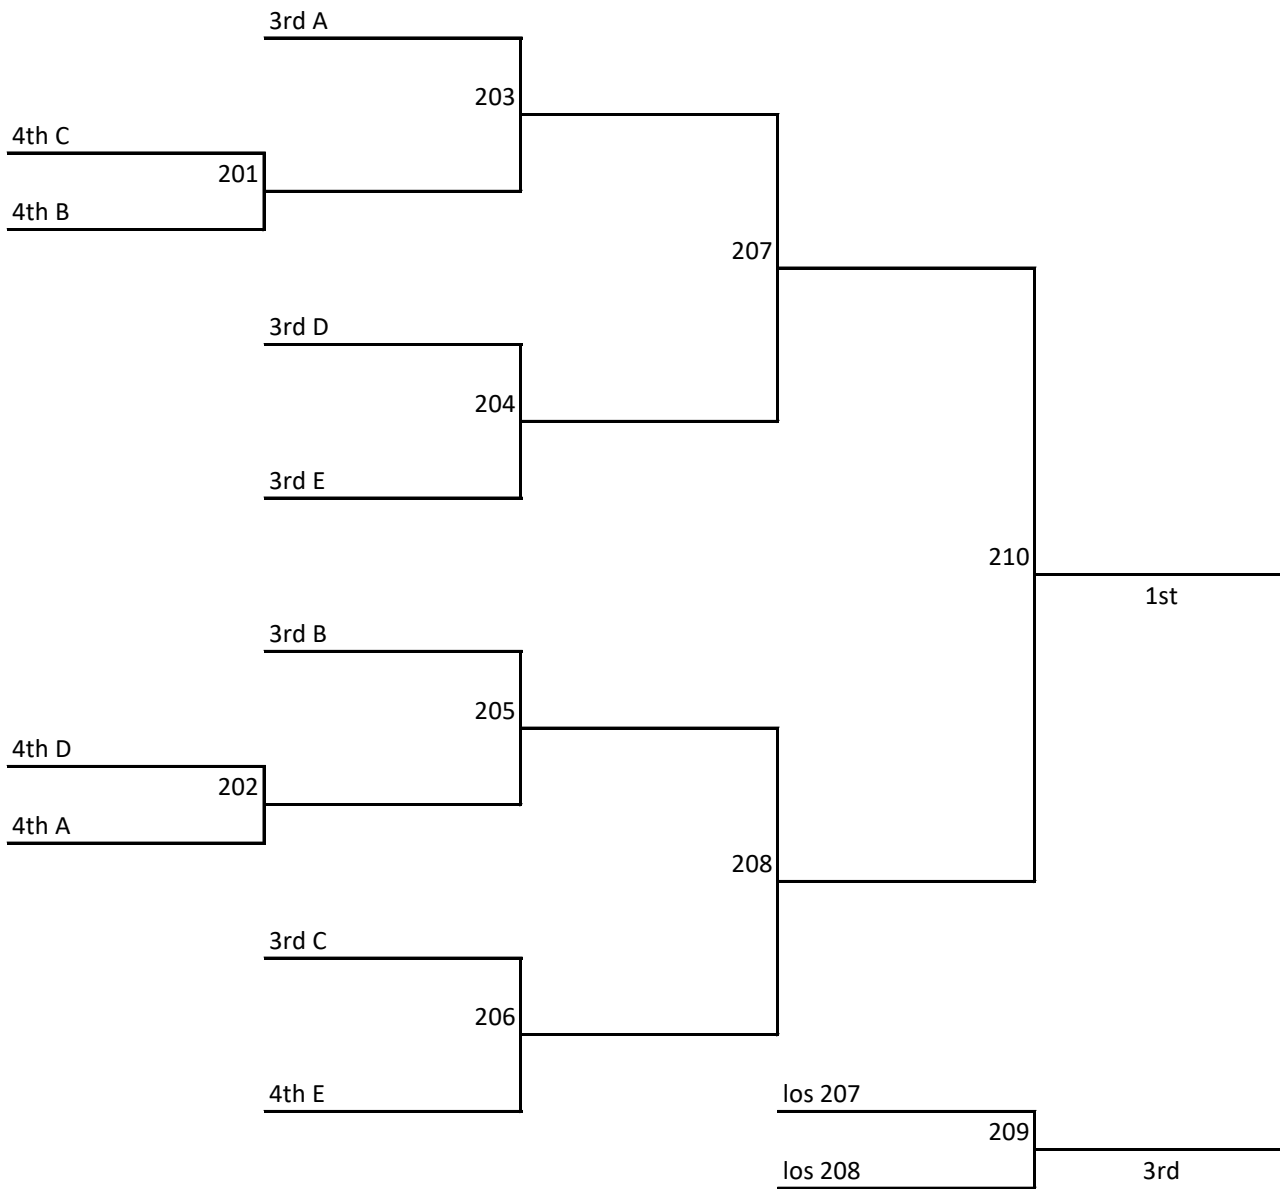 3rd A
203
4th C
201
4th B
207
3rd D
204
3rd E
210
1st
3rd B
205
4th D
202
4th A
208
3rd C
206
4th E
los 207
209
los 208
3rd